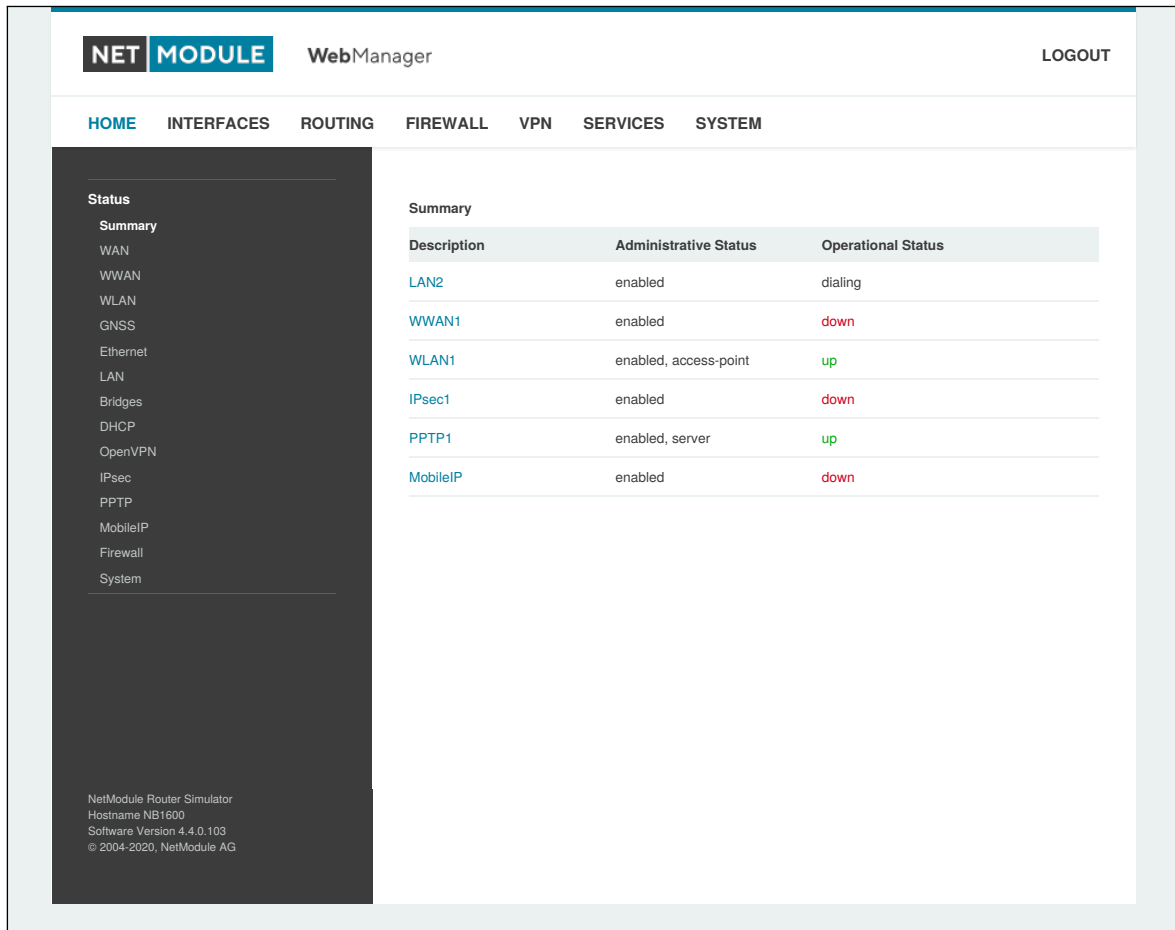 NET MODULE WebManager LOGOUT
HOME INTERFACES ROUTING FIREWALL VPN SERVICES SYSTEM
Status
Summary
WAN
WWAN
WLAN
GNSS
Ethernet
LAN
Bridges
DHCP
OpenVPN
IPsec
PPTP
MobileIP
Firewall
System
NetModule Router Simulator
Hostname NB1600
Software Version 4.4.0.103
© 2004-2020, NetModule AG
Summary
Description Administrative Status Operational Status
LAN2 enabled dialing
WWAN1 enabled down
WLAN1 enabled, access-point up
IPsec1 enabled down
PPTP1 enabled, server up
MobileIP enabled down